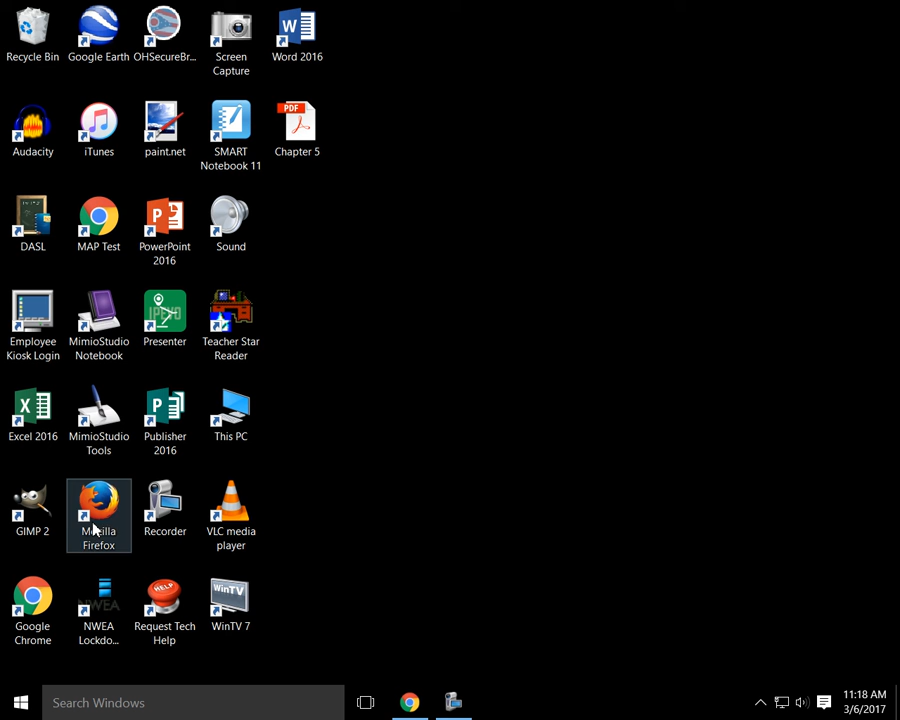 Recycle Bin
Google Earth
OHSecureBr...
Screen
Capture
W
Word 2016
Audacity
iTunes
paint.net
SMART
Notebook 11
PDF
Chapter 5
DASL
MAP Test
P
PowerPoint
2016
Sound
Employee
Kiosk Login
MimioStudio
Notebook
IPEVO
Presenter
Teacher Star
Reader
X
Excel 2016
MimioStudio
Tools
P
Publisher
2016
This PC
GIMP 2
Mozilla
Firefox
Recorder
VLC media
player
Google
Chrome
NWEA
NWEA
Lockdo...
HELP
Request Tech
Help
WinTV
WinTV 7
Search Windows
11:18 AM
3/6/2017